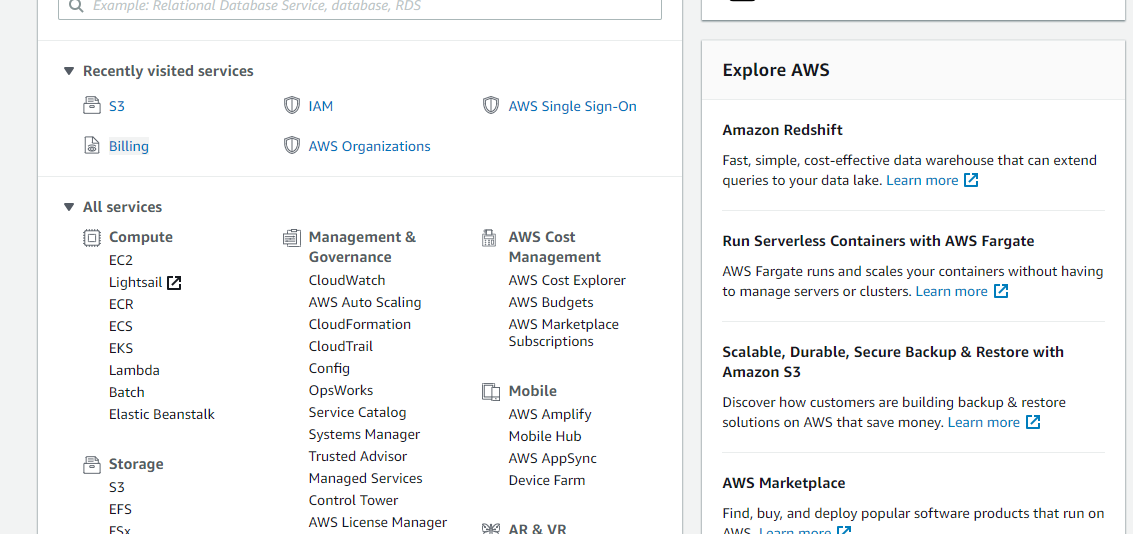 Example: Relational Database Service, database, RDS
Recently visited services
S3
IAM
AWS Single Sign-On
Billing
AWS Organizations
All services
Compute
EC2
Lightsail
ECR
ECS
EKS
Lambda
Batch
Elastic Beanstalk
Storage
S3
EFS
FSx
Management &
Governance
CloudWatch
AWS Auto Scaling
CloudFormation
CloudTrail
Config
OpsWorks
Service Catalog
Systems Manager
Trusted Advisor
Managed Services
Control Tower
AWS License Manager
AWS Cost
Management
AWS Cost Explorer
AWS Budgets
AWS Marketplace
Subscriptions
Mobile
AWS Amplify
Mobile Hub
AWS AppSync
Device Farm
AR & VR
Explore AWS
Amazon Redshift
Fast, simple, cost-effective data warehouse that can extend
queries to your data lake. Learn more
Run Serverless Containers with AWS Fargate
AWS Fargate runs and scales your containers without having
to manage servers or clusters. Learn more
Scalable, Durable, Secure Backup & Restore with
Amazon S3
Discover how customers are building backup & restore
solutions on AWS that save money. Learn more
AWS Marketplace
Find, buy, and deploy popular software products that run on
AWS. Learn more